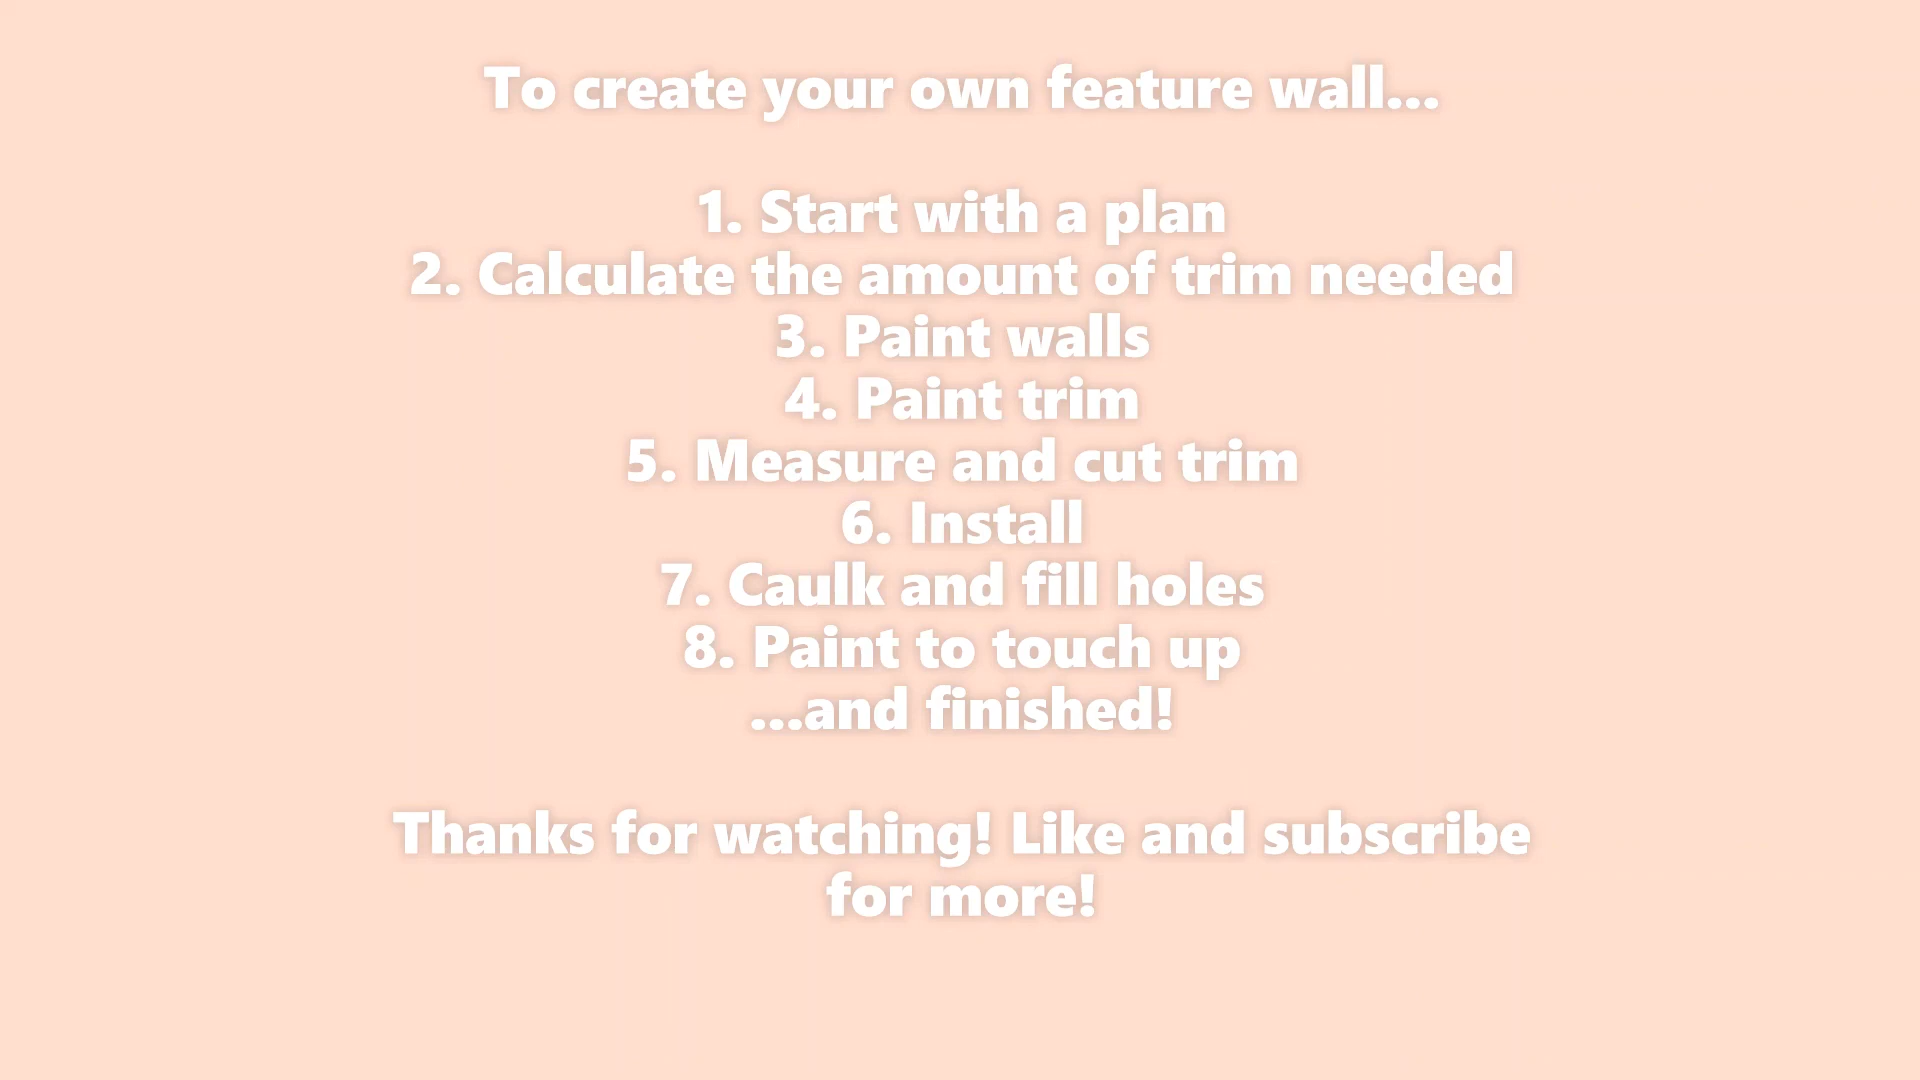 To create your own feature wall...
1. Start with a plan
2. Calculate the amount of trim needed
3. Paint walls
4. Paint trim
5. Measure and cut trim
6. Install
7. Caulk and fill holes
8. Paint to touch up
...and finished!
Thanks for watching! Like and subscribe
for more!